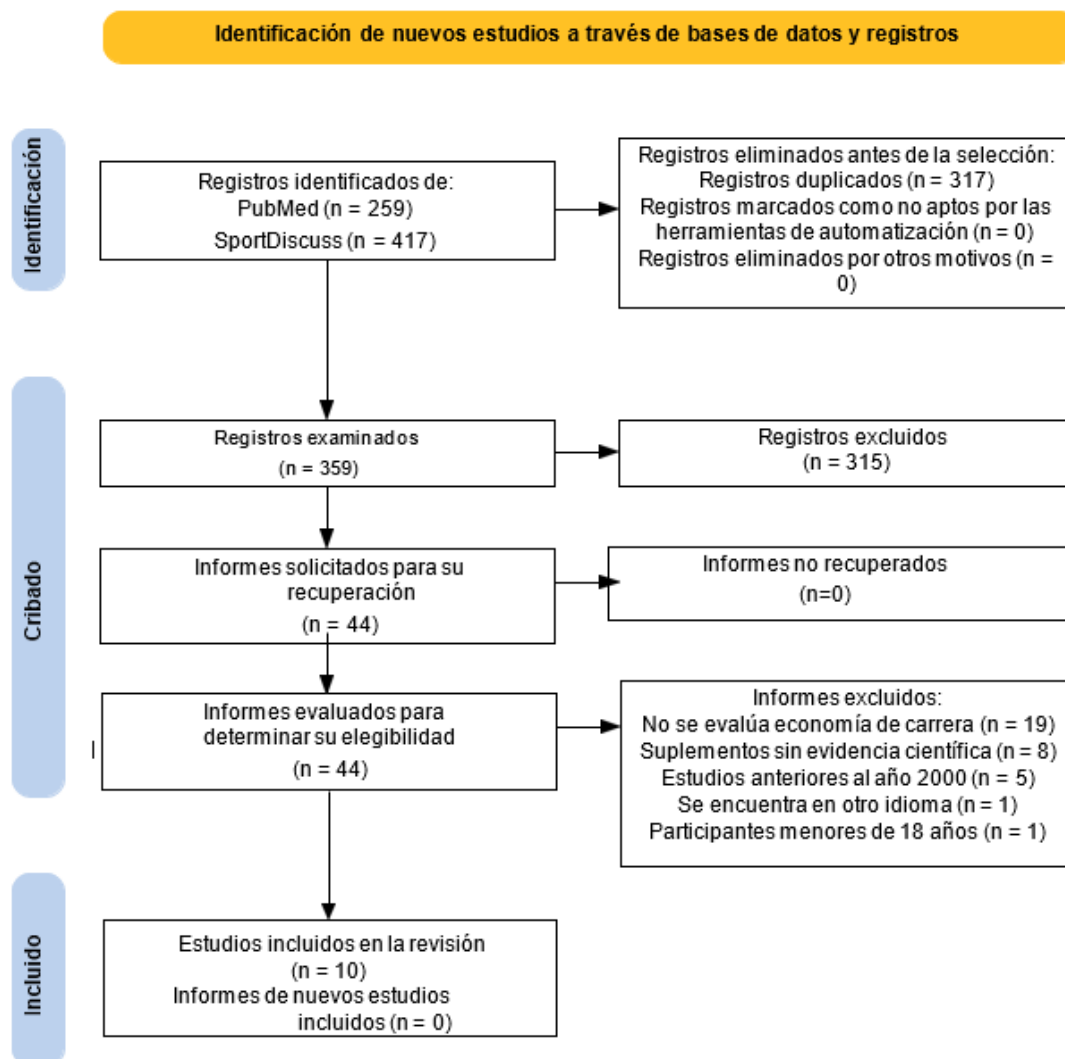 Identificación de nuevos estudios a través de bases de datos y registros
Identificación
Registros identificados de:
PubMed (n = 259)
SportDiscuss (n = 417)
Registros eliminados antes de la selección:
Registros duplicados (n = 317)
Registros marcados como no aptos por las
herramientas de automatización (n = 0)
Registros eliminados por otros motivos (n =
0)
Cribado
Registros examinados
(n = 359)
Registros excluidos
(n = 315)
Informes solicitados para su
recuperación
(n = 44)
Informes no recuperados
(n=0)
Informes evaluados para
determinar su elegibilidad
(n = 44)
Informes excluidos:
No se evalúa economía de carrera (n = 19)
Suplementos sin evidencia científica (n = 8)
Estudios anteriores al año 2000 (n = 5)
Se encuentra en otro idioma (n = 1)
Participantes menores de 18 años (n = 1)
Incluido
Estudios incluidos en la revisión
(n = 10)
Informes de nuevos estudios
incluidos (n = 0)